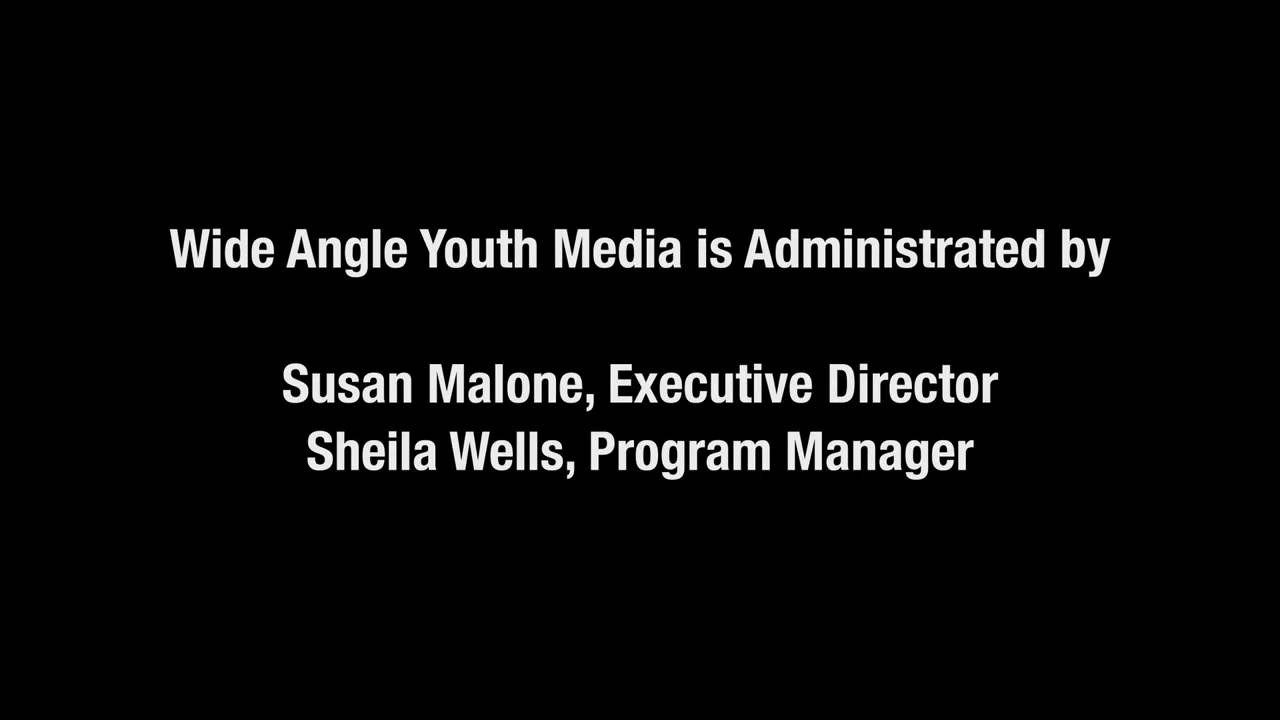 Wide Angle Youth Media is Administrated by
Susan Malone, Executive Director
Sheila Wells, Program Manager